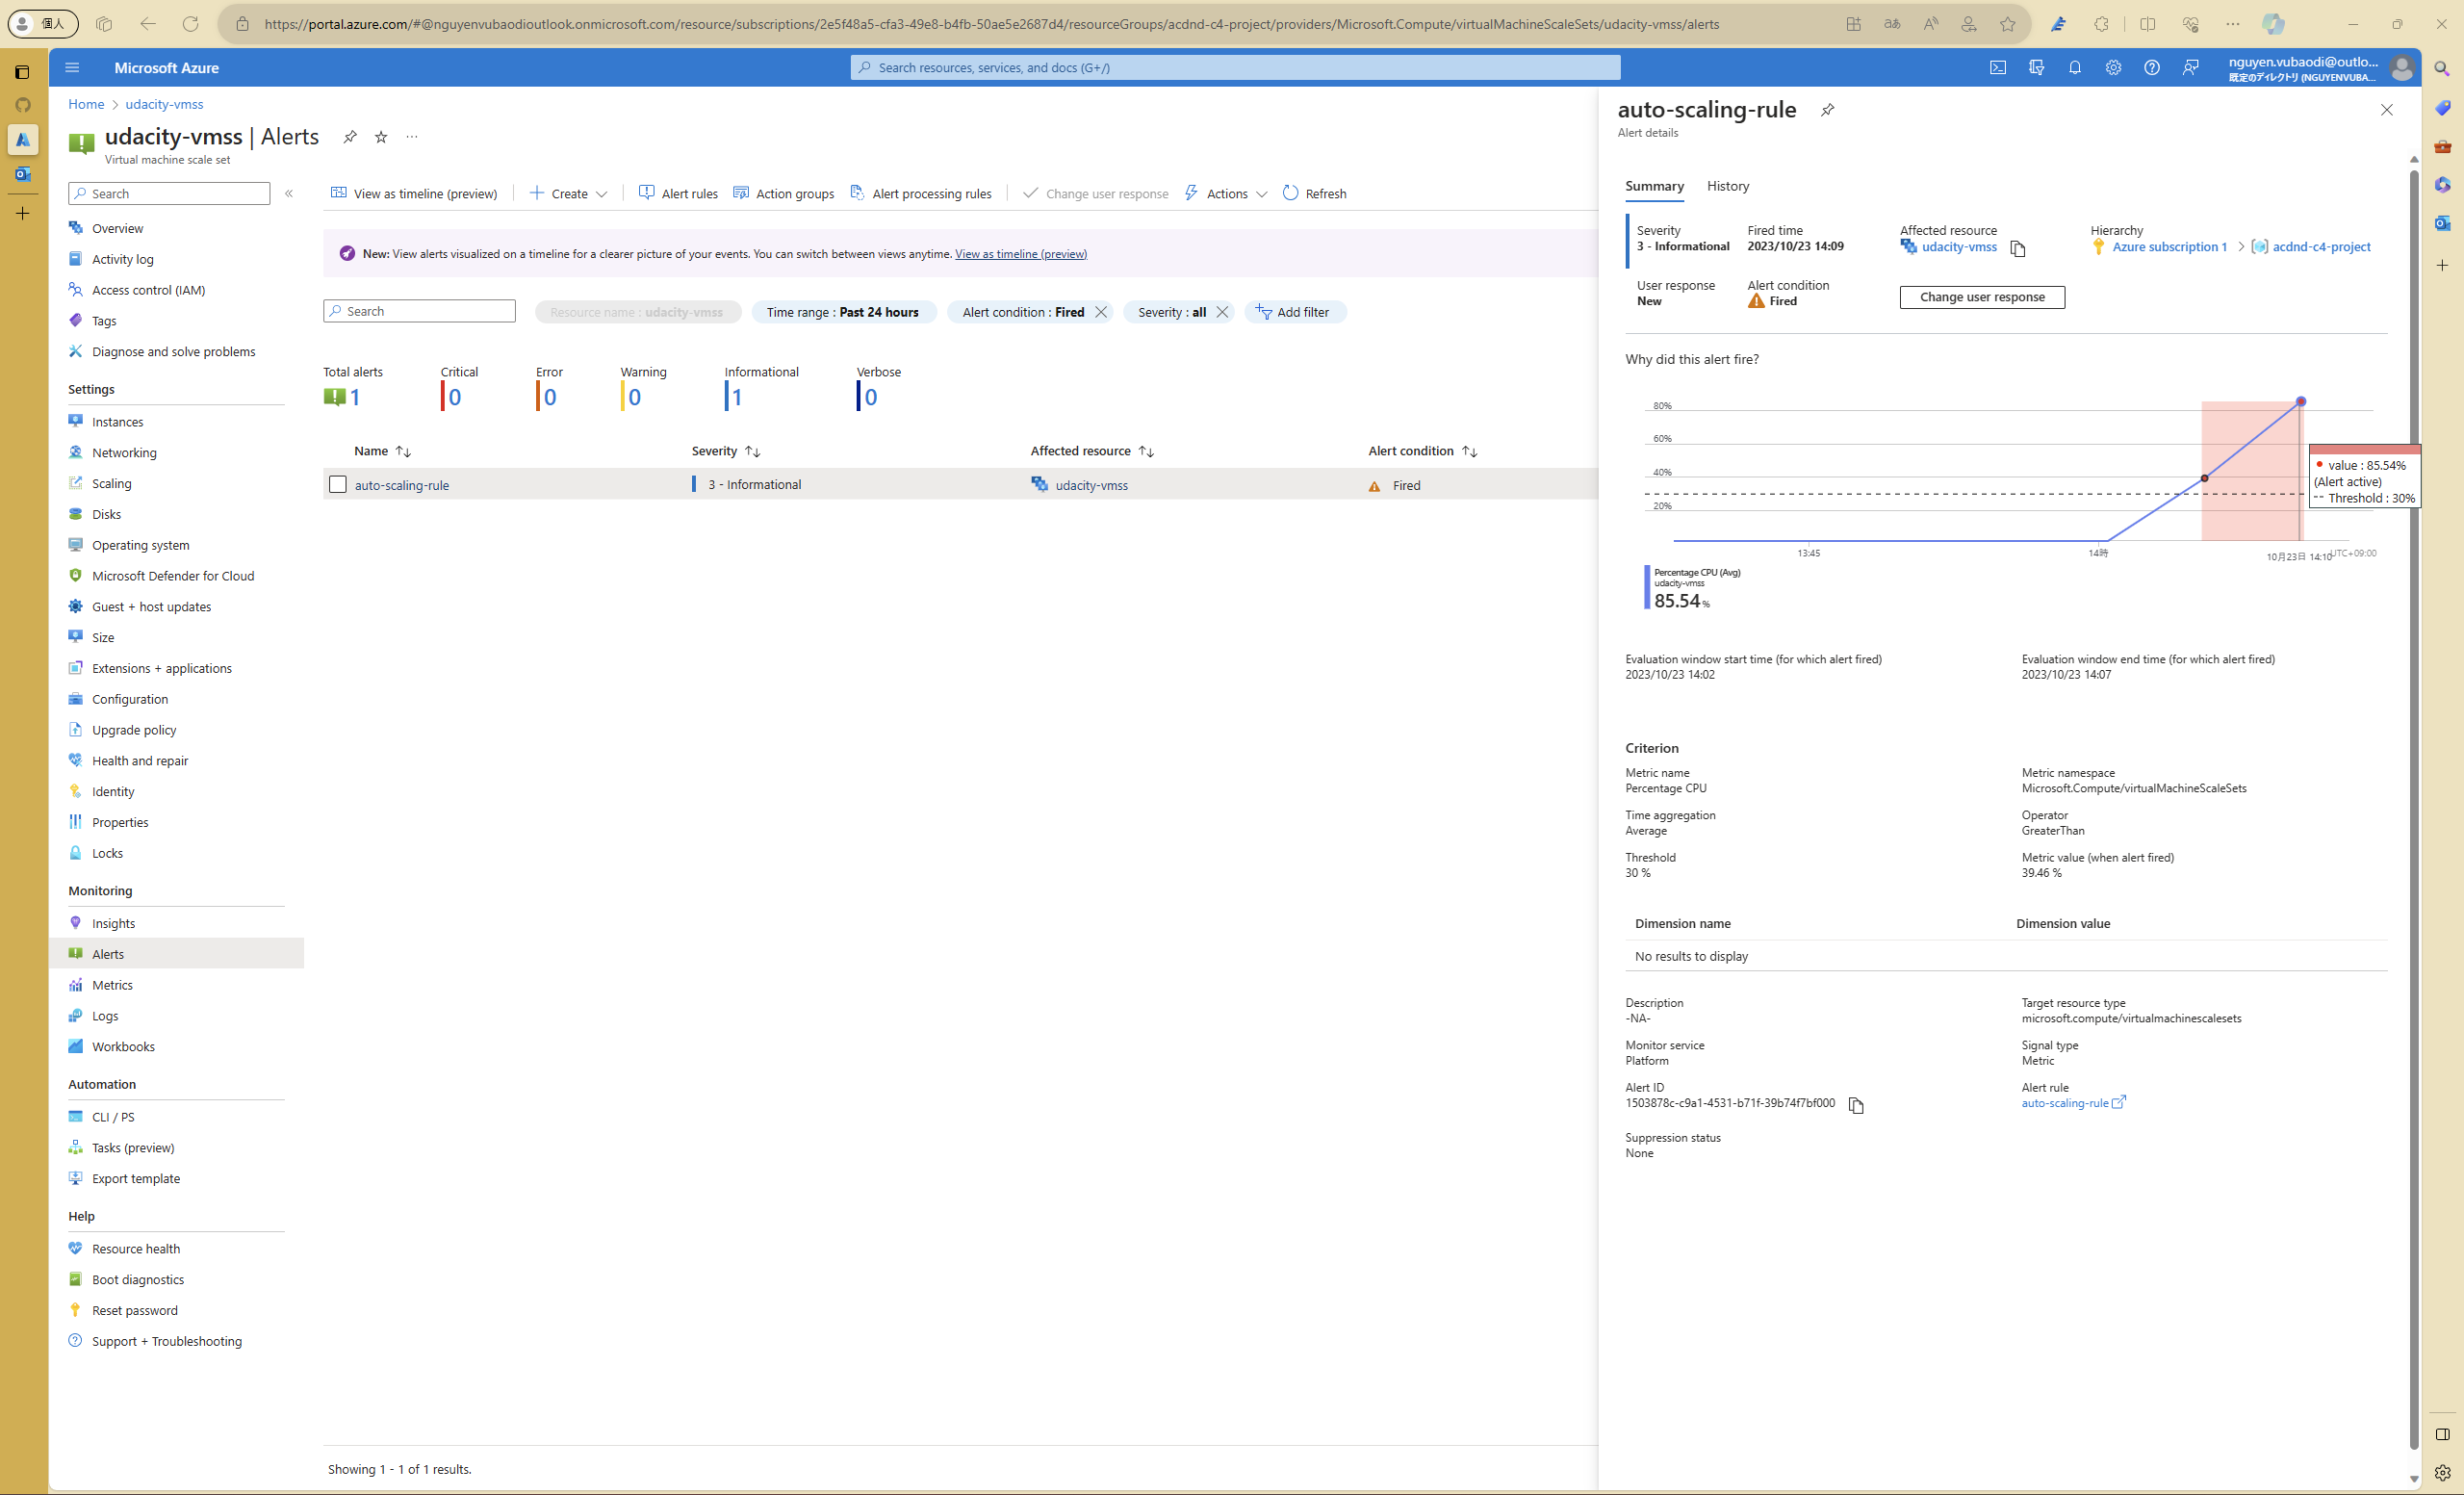 個人
https://portal.azure.com/#@nguyenvubaodioutlook.onmicrosoft.com/resource/subscriptions/2e5f48a5-cfa3-49e8-b4fb-50ae5e2687d4/resourceGroups/acdnd-c4-project/providers/Microsoft.Compute/virtualMachineScaleSets/udacity-vmss/alerts
Microsoft Azure
Search resources, services, and docs (G+/)
nguyen.vubaodi@outlo...
既定のディレクトリ (NGUYENVUBA...
Home > udacity-vmss
udacity-vmss | Alerts
Virtual machine scale set
Search
Overview
Activity log
Access control (IAM)
Tags
Diagnose and solve problems
Settings
Instances
Networking
Scaling
Disks
Operating system
Microsoft Defender for Cloud
Guest + host updates
Size
Extensions + applications
Configuration
Upgrade policy
Health and repair
Identity
Properties
Locks
Monitoring
Insights
Alerts
Metrics
Logs
Workbooks
Automation
CLI / PS
Tasks (preview)
Export template
Help
Resource health
Boot diagnostics
Reset password
Support + Troubleshooting
View as timeline (preview) Create Alert rules Action groups Alert processing rules Change user response Actions Refresh
New: View alerts visualized on a timeline for a clearer picture of your events. You can switch between views anytime. View as timeline (preview)
Search Resource name : udacity-vmss Time range : Past 24 hours Alert condition : Fired Severity : all Add filter
Total alerts Critical Error Warning Informational Verbose
1 0 0 0 1 0
Name Severity Affected resource Alert condition
auto-scaling-rule 3 - Informational udacity-vmss Fired
Showing 1 - 1 of 1 results.
auto-scaling-rule
Alert details
Summary History
Severity Fired time Affected resource Hierarchy
3 - Informational 2023/10/23 14:09 udacity-vmss Azure subscription 1 > acdnd-c4-project
User response Alert condition
New Fired Change user response
Why did this alert fire?
80%
60%
40%
20%
value : 85.54%
(Alert active)
-- Threshold : 30%
13:45 14時 10月23日 14:10 UTC+09:00
Percentage CPU (Avg)
udacity-vmss
85.54 %
Evaluation window start time (for which alert fired) Evaluation window end time (for which alert fired)
2023/10/23 14:02 2023/10/23 14:07
Criterion
Metric name Metric namespace
Percentage CPU Microsoft.Compute/virtualMachineScaleSets
Time aggregation Operator
Average GreaterThan
Threshold Metric value (when alert fired)
30 % 39.46 %
Dimension name Dimension value
No results to display
Description Target resource type
-NA- microsoft.compute/virtualmachinescalesets
Monitor service Signal type
Platform Metric
Alert ID Alert rule
1503878c-c9a1-4531-b71f-39b74f7bf000 auto-scaling-rule
Suppression status
None